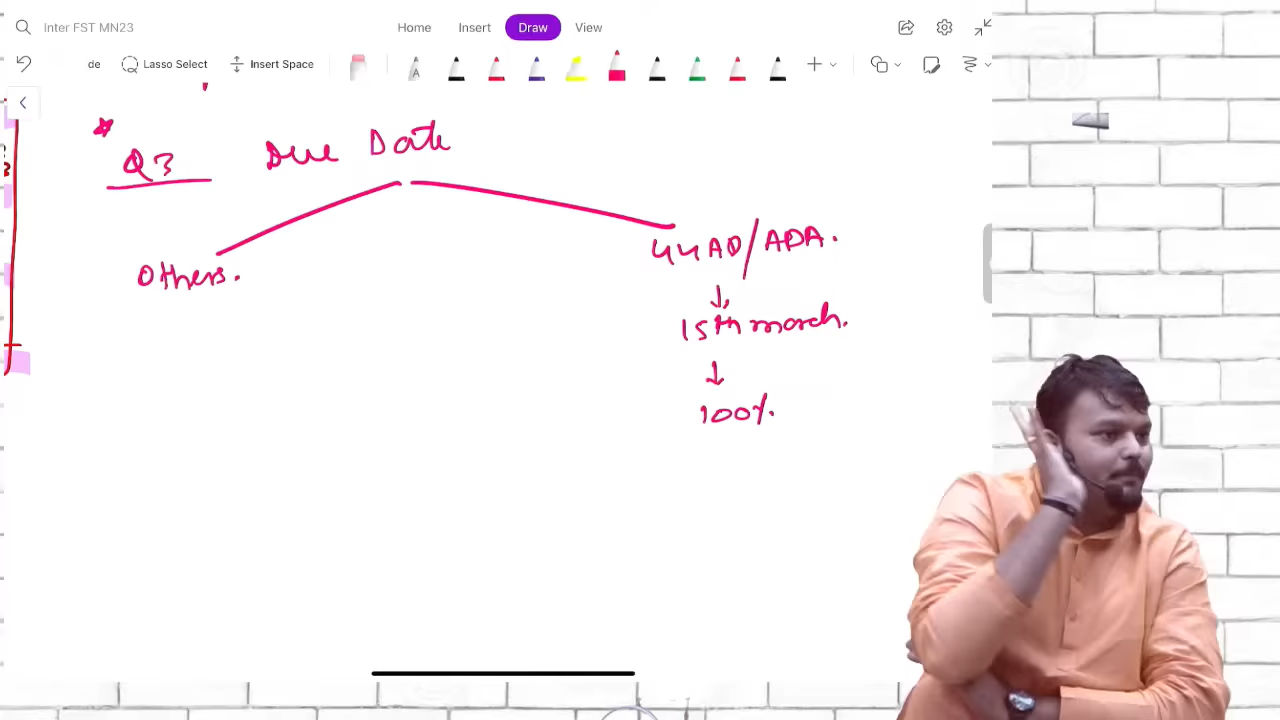 Inter FST MN23
Home
Insert
Draw
View
de
Lasso Select
Insert Space
Q3
Due Date
Others.
44AD/ADA.
15th march.
100%.